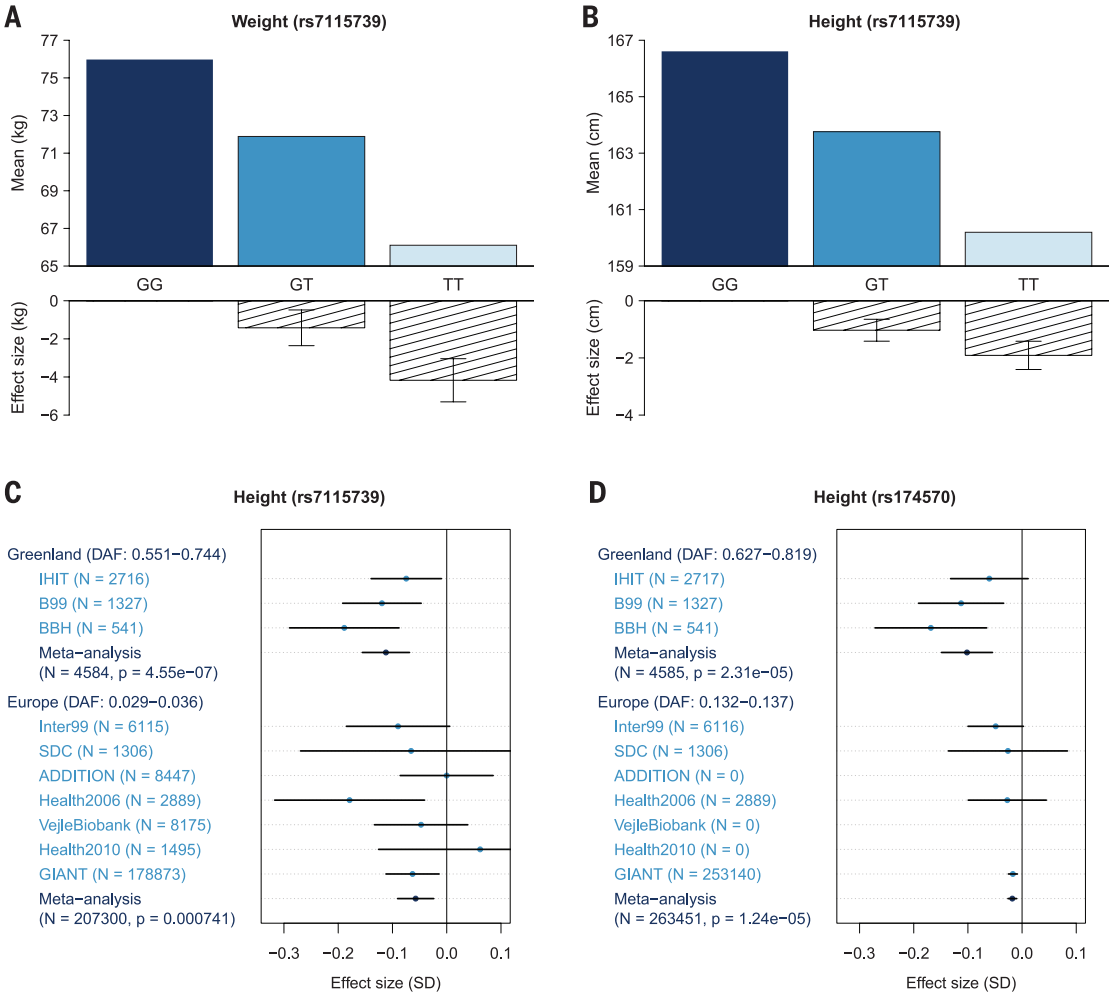 A
Weight (rs7115739)
Mean (kg)
77
75
73
71
69
67
65
GG
GT
TT
Effect size (kg)
0
−2
−4
−6
B
Height (rs7115739)
Mean (cm)
167
165
163
161
159
GG
GT
TT
Effect size (cm)
0
−2
−4
C
Height (rs7115739)
Greenland (DAF: 0.551−0.744)
IHIT (N = 2716)
B99 (N = 1327)
BBH (N = 541)
Meta−analysis
(N = 4584, p = 4.55e−07)
Europe (DAF: 0.029−0.036)
Inter99 (N = 6115)
SDC (N = 1306)
ADDITION (N = 8447)
Health2006 (N = 2889)
VejleBiobank (N = 8175)
Health2010 (N = 1495)
GIANT (N = 178873)
Meta−analysis
(N = 207300, p = 0.000741)
−0.3 −0.2 −0.1 0.0 0.1
Effect size (SD)
D
Height (rs174570)
Greenland (DAF: 0.627−0.819)
IHIT (N = 2717)
B99 (N = 1327)
BBH (N = 541)
Meta−analysis
(N = 4585, p = 2.31e−05)
Europe (DAF: 0.132−0.137)
Inter99 (N = 6116)
SDC (N = 1306)
ADDITION (N = 0)
Health2006 (N = 2889)
VejleBiobank (N = 0)
Health2010 (N = 0)
GIANT (N = 253140)
Meta−analysis
(N = 263451, p = 1.24e−05)
−0.3 −0.2 −0.1 0.0 0.1
Effect size (SD)